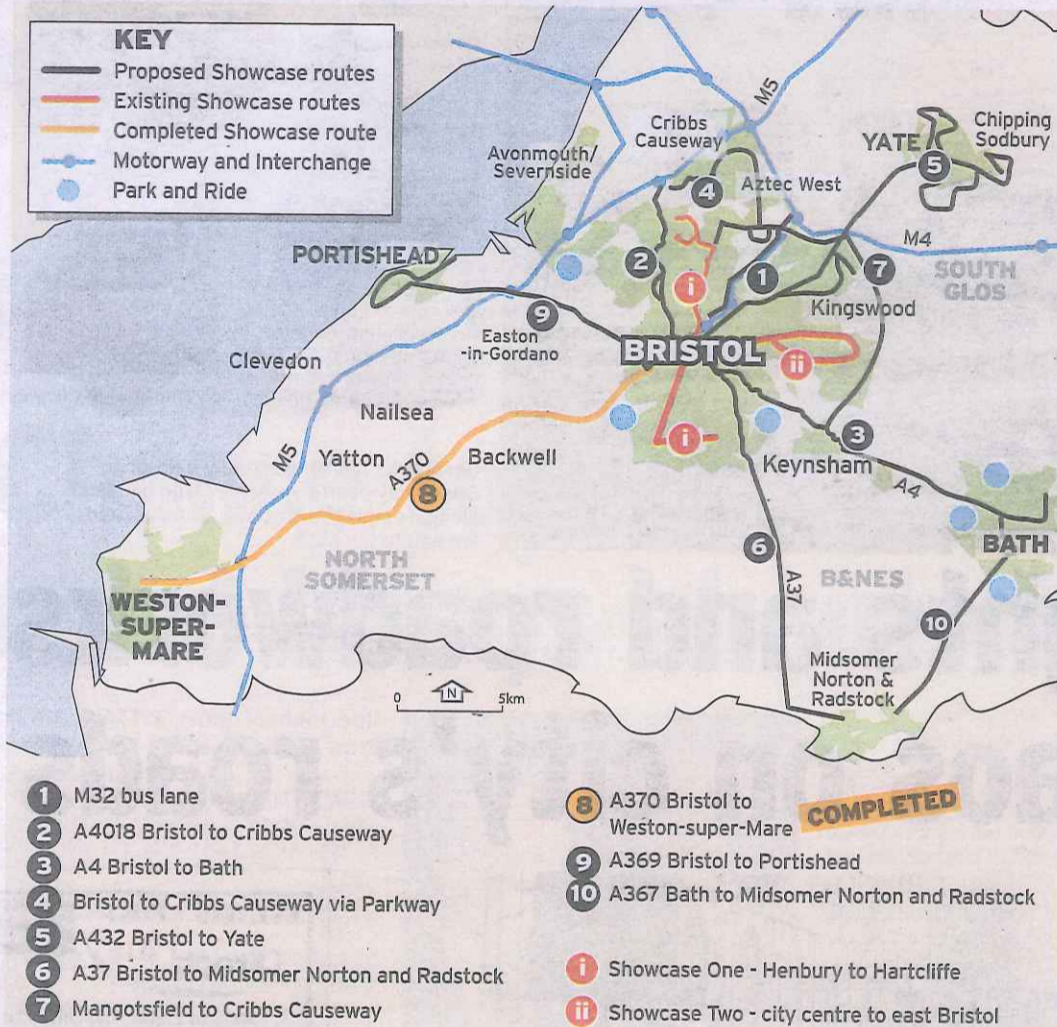 KEY
Proposed Showcase routes
Existing Showcase routes
Completed Showcase route
Motorway and Interchange
Park and Ride
M5
Cribbs
Causeway
Avonmouth/
Severnside
Aztec West
YATE
Chipping
Sodbury
5
4
M4
PORTISHEAD
2
i
1
7
SOUTH
GLOS
Kingswood
9
Easton
-in-Gordano
BRISTOL
ii
Clevedon
Nailsea
M5
Yatton
A370
Backwell
8
i
Keynsham
3
A4
BATH
NORTH
SOMERSET
6
A37
B&NES
WESTON-
SUPER-
MARE
10
Midsomer
Norton &
Radstock
0
N
5km
1 M32 bus lane
2 A4018 Bristol to Cribbs Causeway
3 A4 Bristol to Bath
4 Bristol to Cribbs Causeway via Parkway
5 A432 Bristol to Yate
6 A37 Bristol to Midsomer Norton and Radstock
7 Mangotsfield to Cribbs Causeway
8 A370 Bristol to
Weston-super-Mare COMPLETED
9 A369 Bristol to Portishead
10 A367 Bath to Midsomer Norton and Radstock
i Showcase One - Henbury to Hartcliffe
ii Showcase Two - city centre to east Bristol